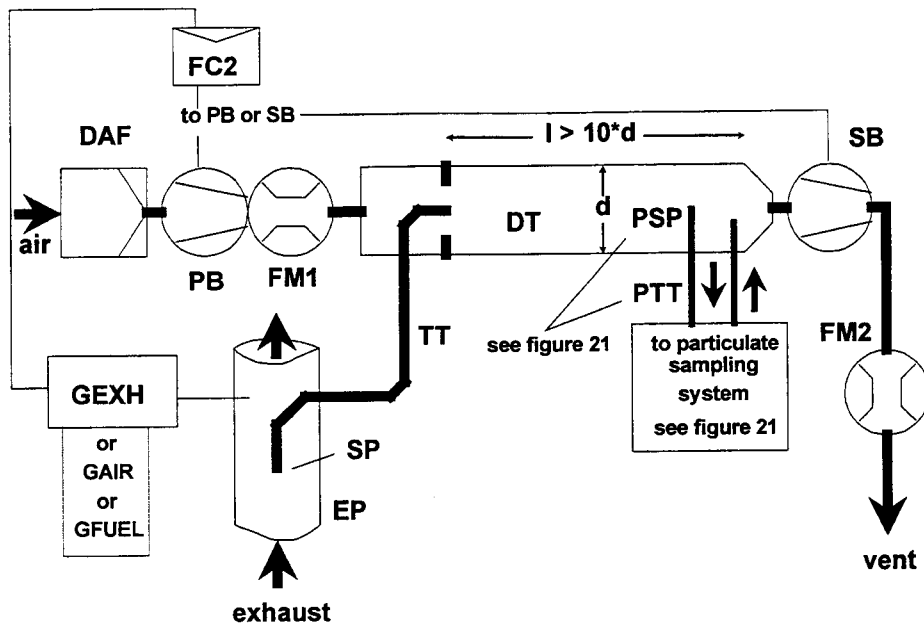 FC2
to PB or SB
DAF
l > 10*d
SB
air
d
DT
PSP
PB
FM1
PTT
TT
see figure 21
FM2
to particulate
sampling
system
see figure 21
GEXH
or
GAIR
or
GFUEL
SP
EP
vent
exhaust